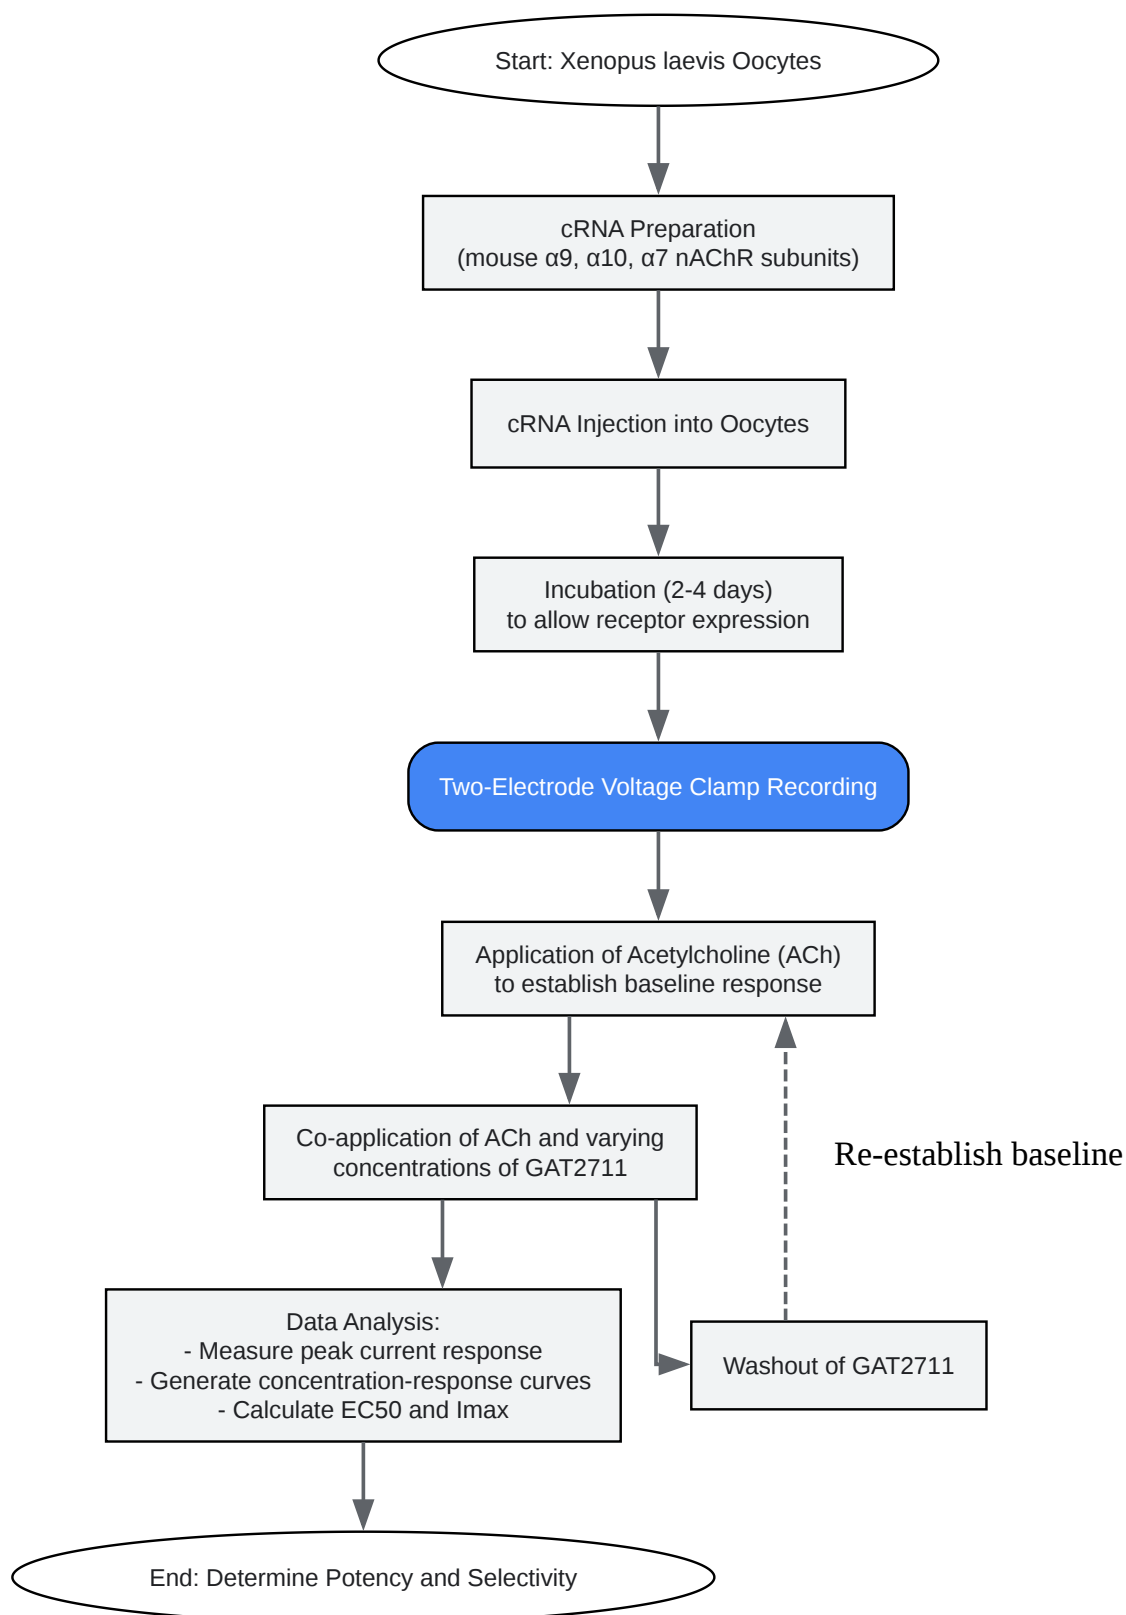 Start: Xenopus laevis Oocytes
cRNA Preparation
(mouse α9, α10, α7 nAChR subunits)
cRNA Injection into Oocytes
Incubation (2-4 days)
to allow receptor expression
Two-Electrode Voltage Clamp Recording
Application of Acetylcholine (ACh)
to establish baseline response
Co-application of ACh and varying
concentrations of GAT2711
Re-establish baseline
Data Analysis:
- Measure peak current response
- Generate concentration-response curves
- Calculate EC50 and Imax
Washout of GAT2711
End: Determine Potency and Selectivity